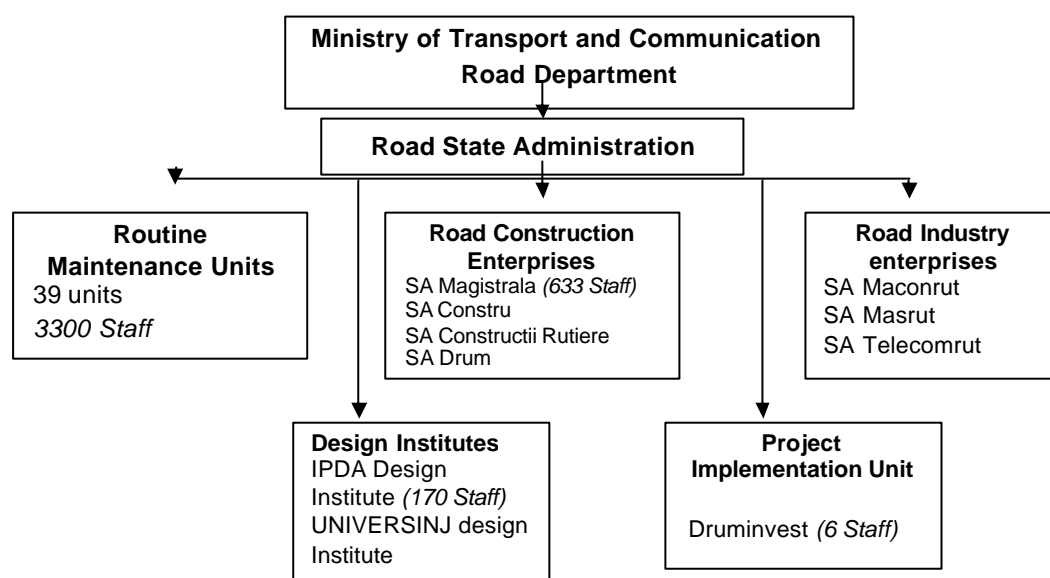 Ministry of Transport and Communication
Road Department
Road State Administration
Routine
Maintenance Units
39 units
3300 Staff
Road Construction
Enterprises
SA Magistrala (633 Staff)
SA Constru
SA Constructii Rutiere
SA Drum
Road Industry
enterprises
SA Maconrut
SA Masrut
SA Telecomrut
Design Institutes
IPDA Design
Institute (170 Staff)
UNIVERSINJ design
Institute
Project
Implementation Unit
Druminvest (6 Staff)